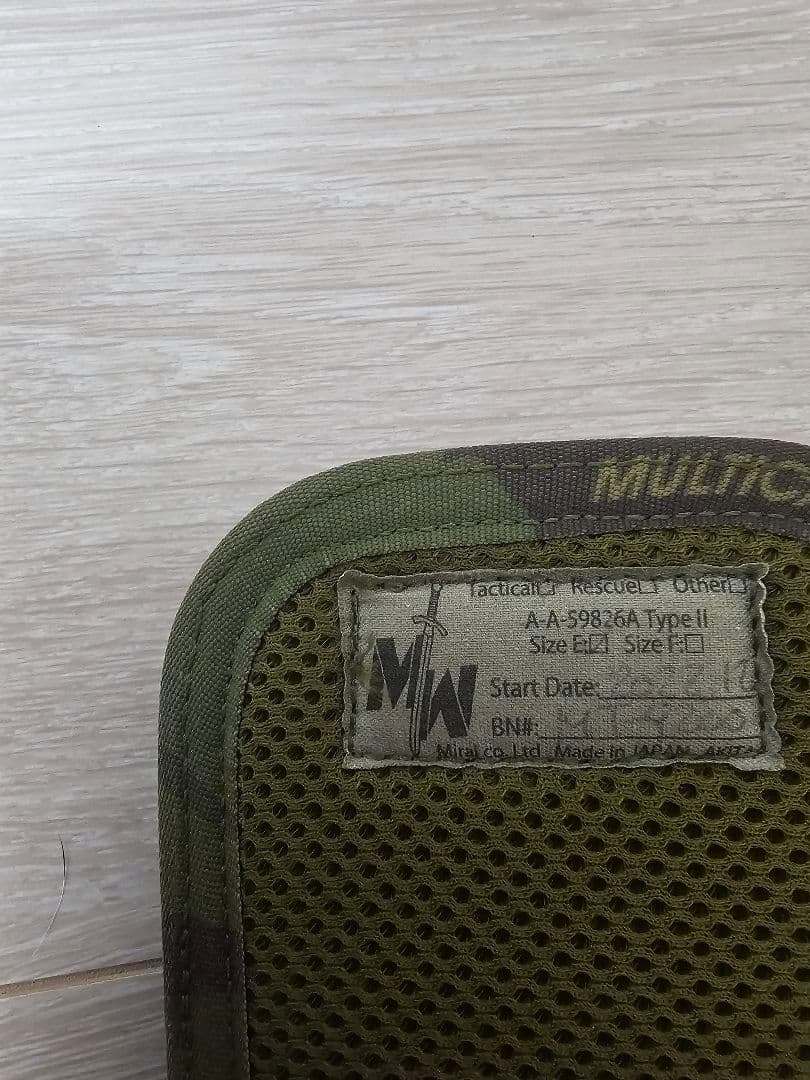 MULTIC
Tactical☐ Rescue☐ Other☐
A-A-59826A Type II
Size E:☑ Size F:☐
MW
Start Date:
BN#:
Mirai co.,Ltd Made in JAPAN AKITA